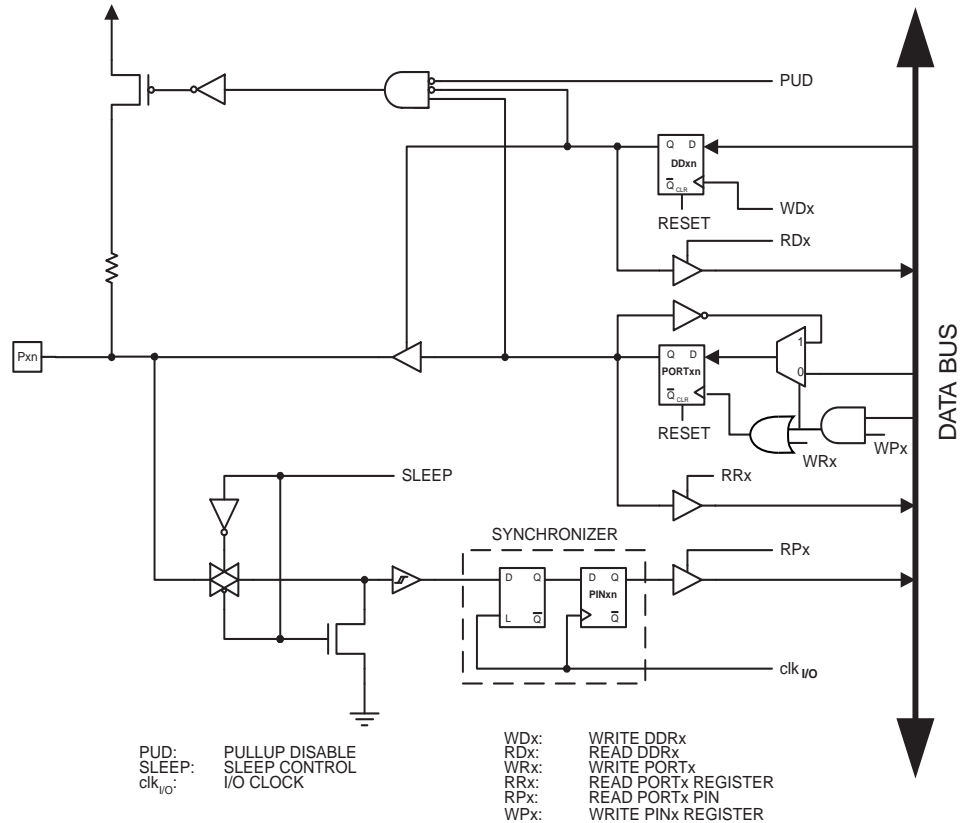 PUD
Q D
DDxn
Q CLR
WDx
RESET
RDx
Pxn
1
Q D
PORTxn
0
Q CLR
RESET
WRx
WPx
DATA BUS
SLEEP
RRx
SYNCHRONIZER
RPx
D Q
L Q
D Q
PINxn
Q
clk I/O
PUD: PULLUP DISABLE
SLEEP: SLEEP CONTROL
clkI/O: I/O CLOCK
WDx: WRITE DDRx
RDx: READ DDRx
WRx: WRITE PORTx
RRx: READ PORTx REGISTER
RPx: READ PORTx PIN
WPx: WRITE PINx REGISTER